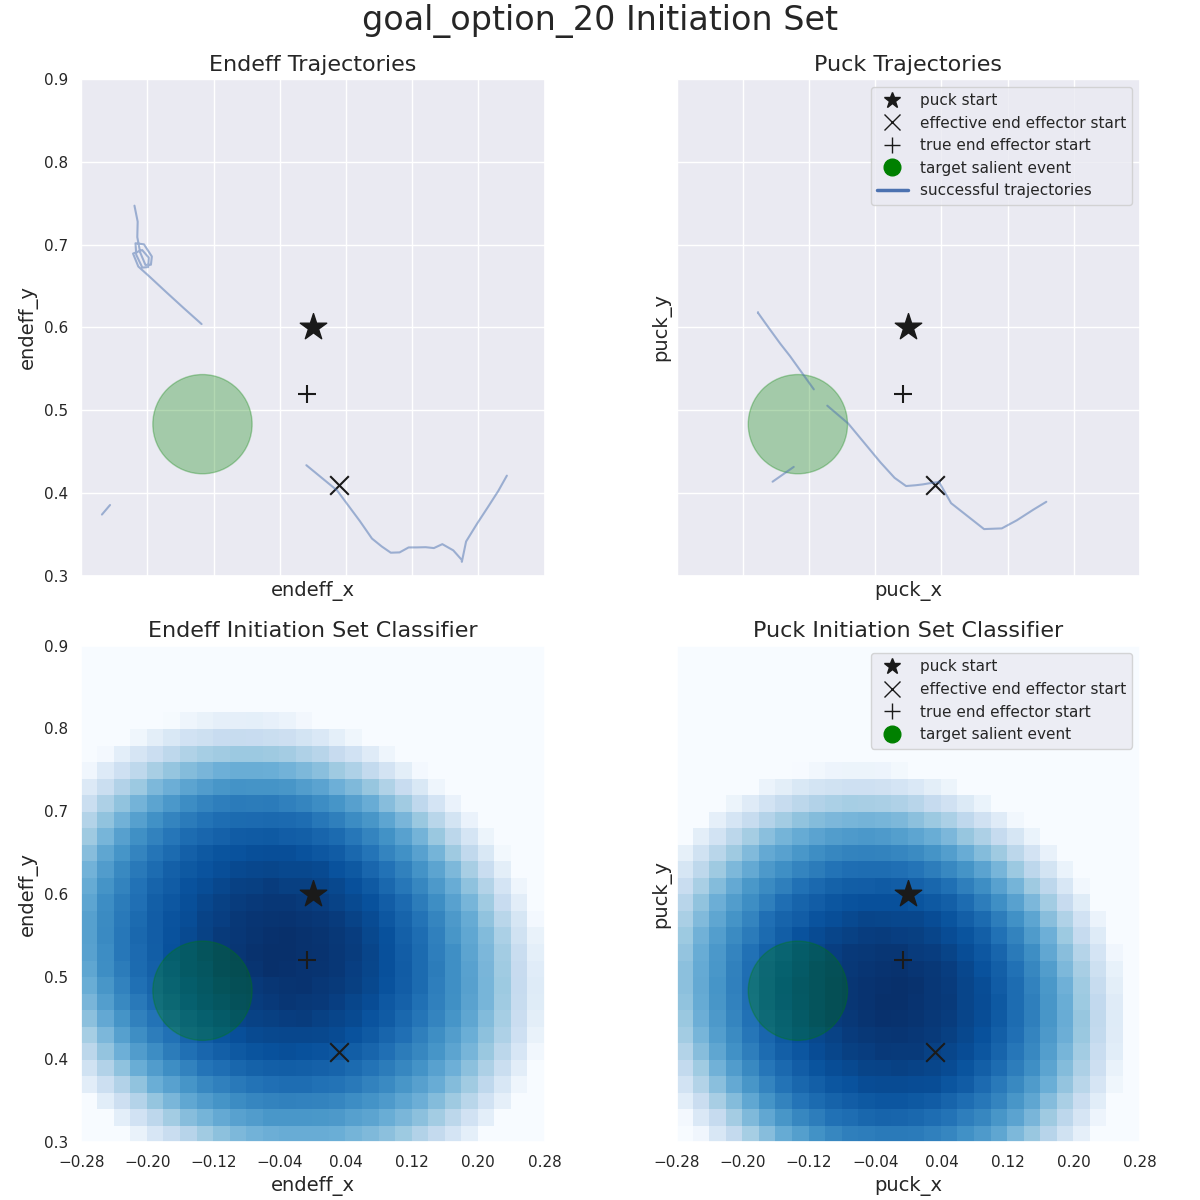 goal_option_20 Initiation Set
Endeff Trajectories
0.9
0.8
0.7
0.6
0.5
0.4
0.3
endeff_y
endeff_x
Puck Trajectories
puck start
effective end effector start
true end effector start
target salient event
successful trajectories
puck_y
puck_x
Endeff Initiation Set Classifier
0.9
0.8
0.7
0.6
0.5
0.4
0.3
endeff_y
−0.28 −0.20 −0.12 −0.04 0.04 0.12 0.20 0.28
endeff_x
Puck Initiation Set Classifier
puck start
effective end effector start
true end effector start
target salient event
puck_y
−0.28 −0.20 −0.12 −0.04 0.04 0.12 0.20 0.28
puck_x